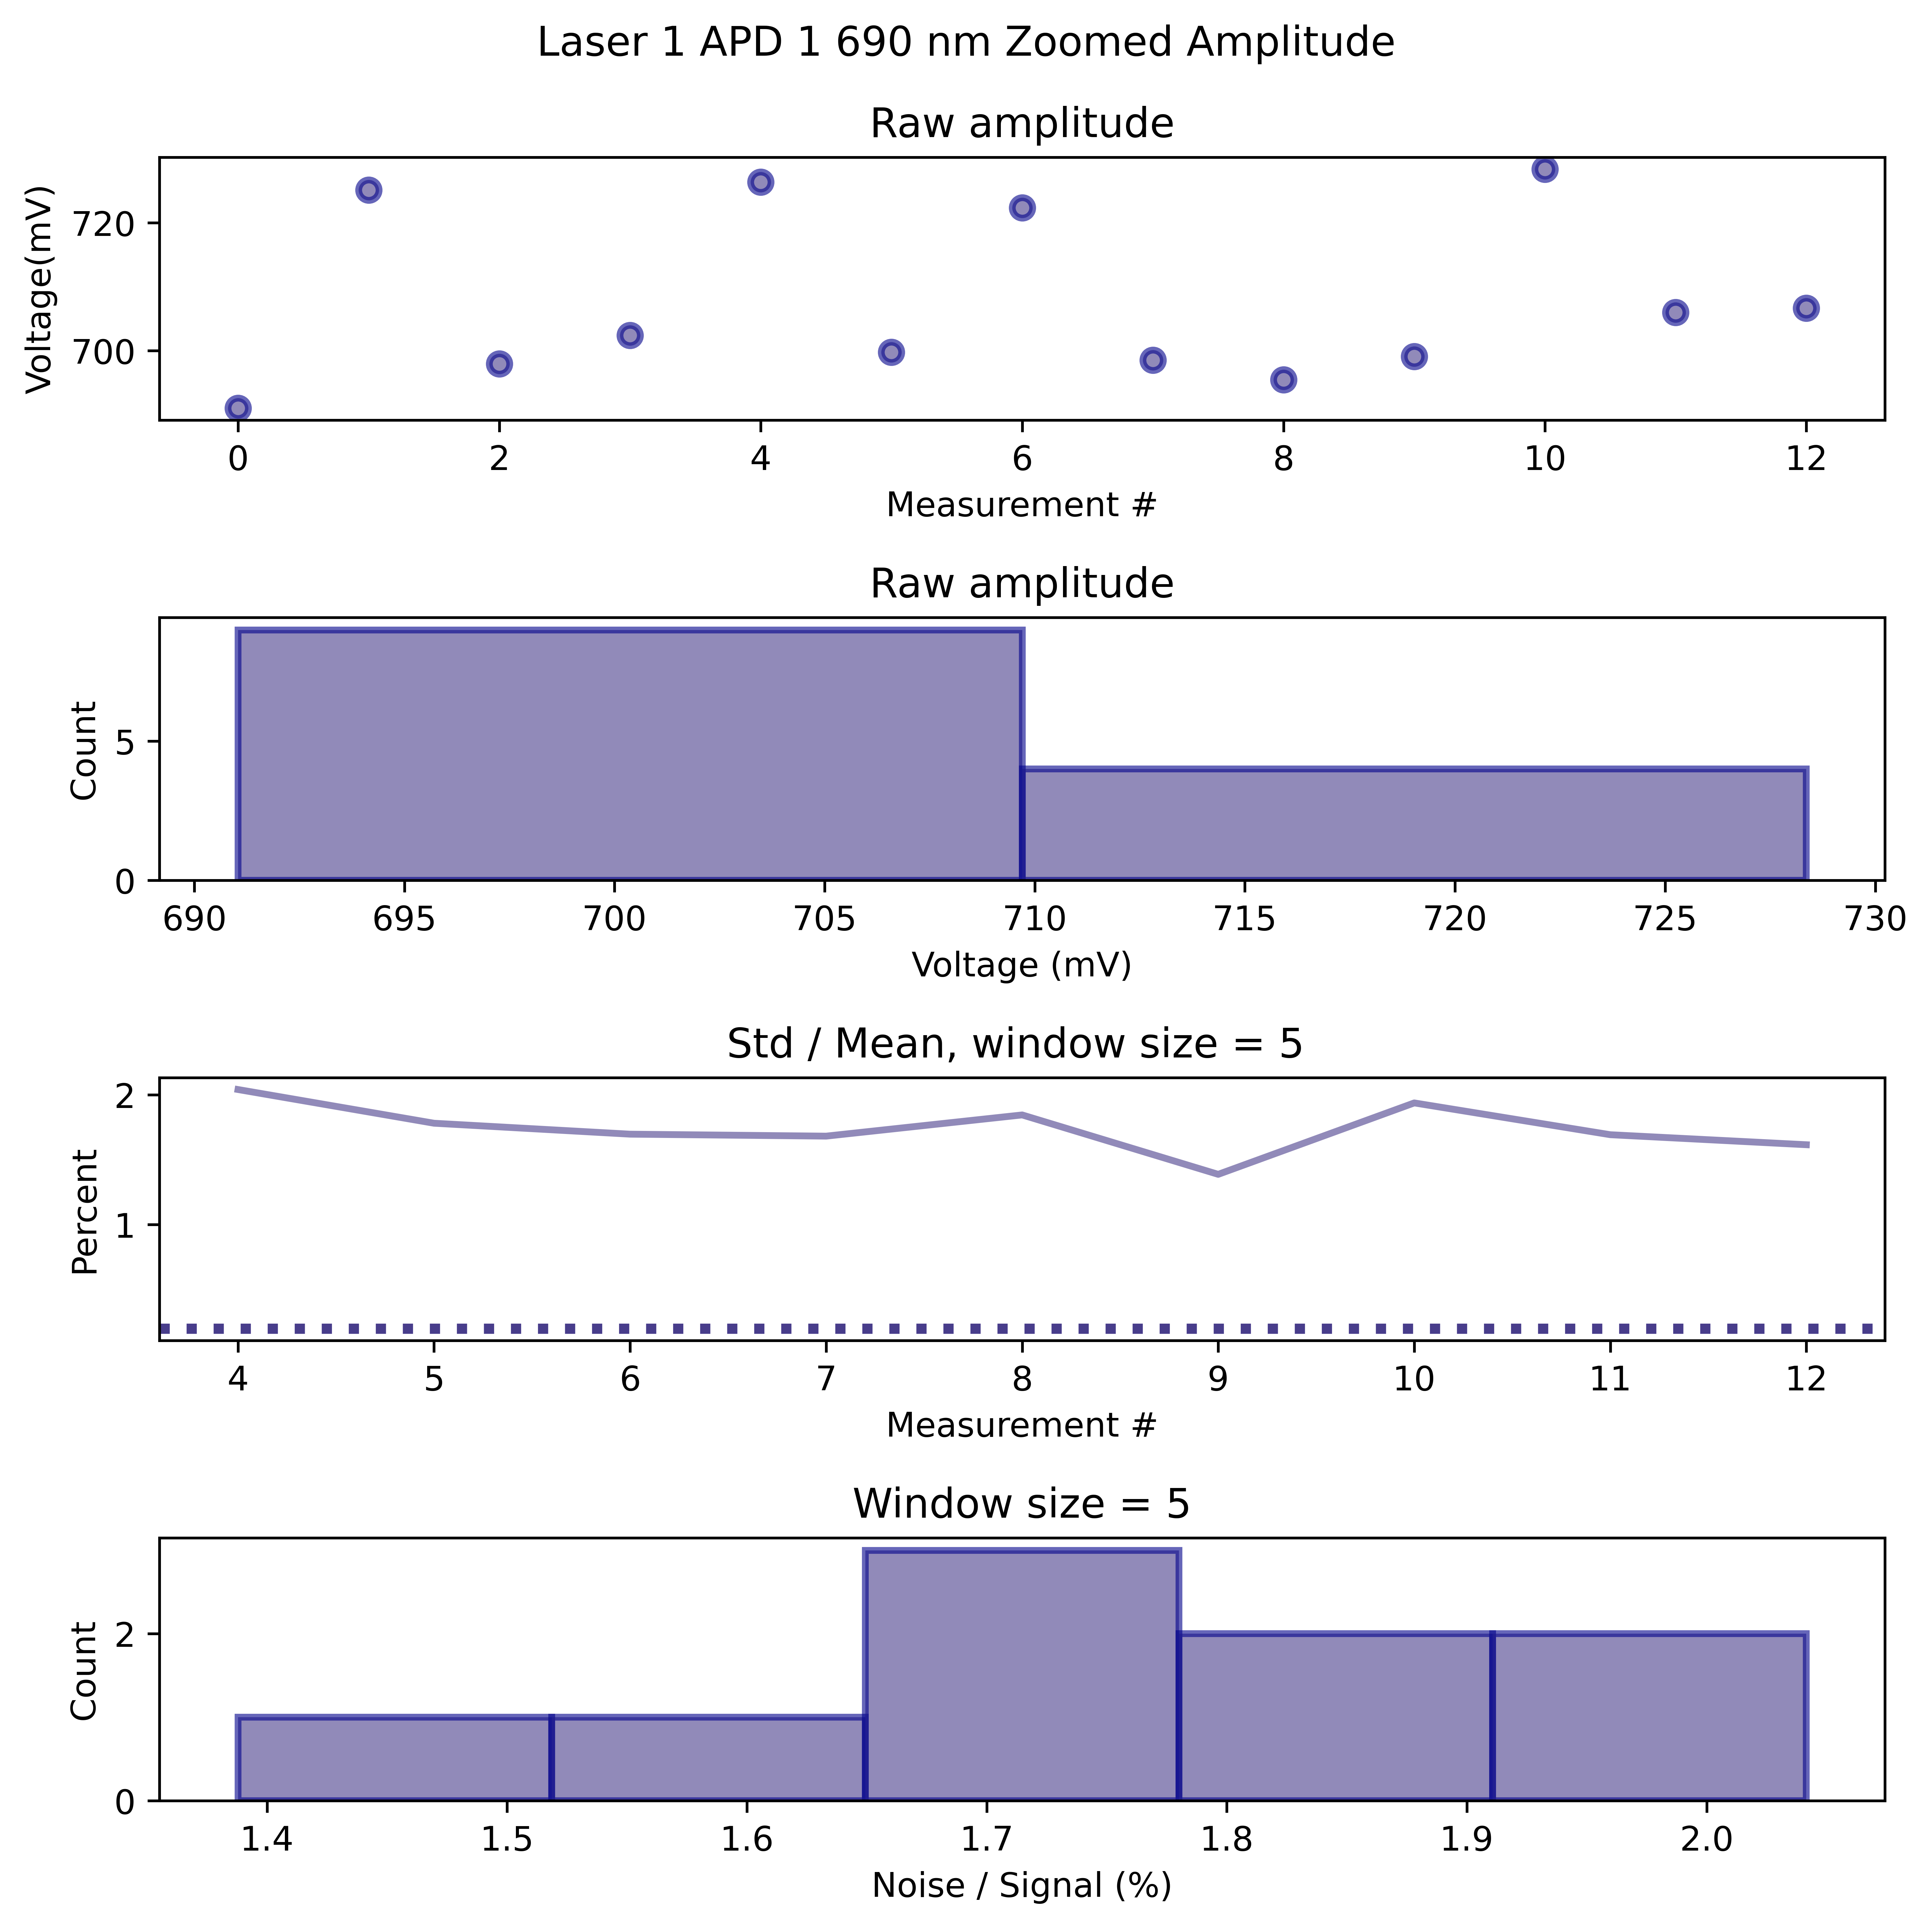 Laser 1 APD 1 690 nm Zoomed Amplitude
Raw amplitude
Voltage(mV)
720
700
0 2 4 6 8 10 12
Measurement #
Raw amplitude
Count
5
0
690 695 700 705 710 715 720 725 730
Voltage (mV)
Std / Mean, window size = 5
Percent
2
1
4 5 6 7 8 9 10 11 12
Measurement #
Window size = 5
Count
2
0
1.4 1.5 1.6 1.7 1.8 1.9 2.0
Noise / Signal (%)